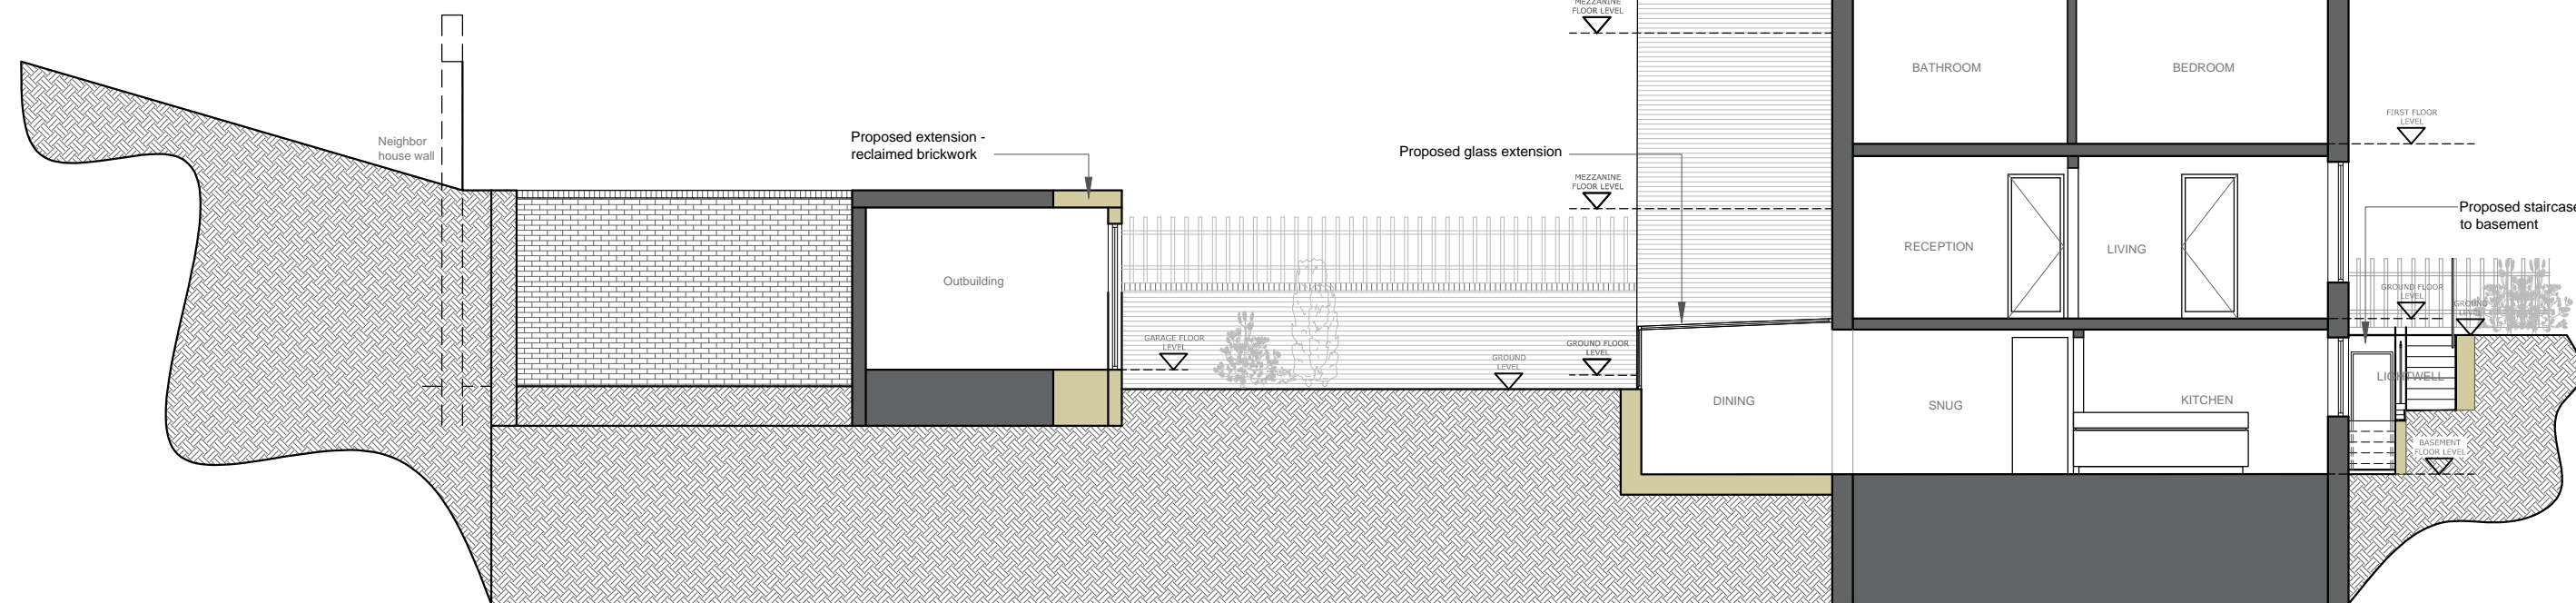 MEZZANINE
FLOOR LEVEL
BATHROOM
BEDROOM
FIRST FLOOR
LEVEL
Neighbor
house wall
Proposed extension -
reclaimed brickwork
Proposed glass extension
MEZZANINE
FLOOR LEVEL
Proposed staircase
to basement
RECEPTION
LIVING
Outbuilding
GROUND FLOOR
LEVEL
GROUND
LEVEL
GARAGE FLOOR
LEVEL
GROUND
LEVEL
GROUND FLOOR
LEVEL
LIGHTWELL
DINING
SNUG
KITCHEN
BASEMENT
FLOOR LEVEL